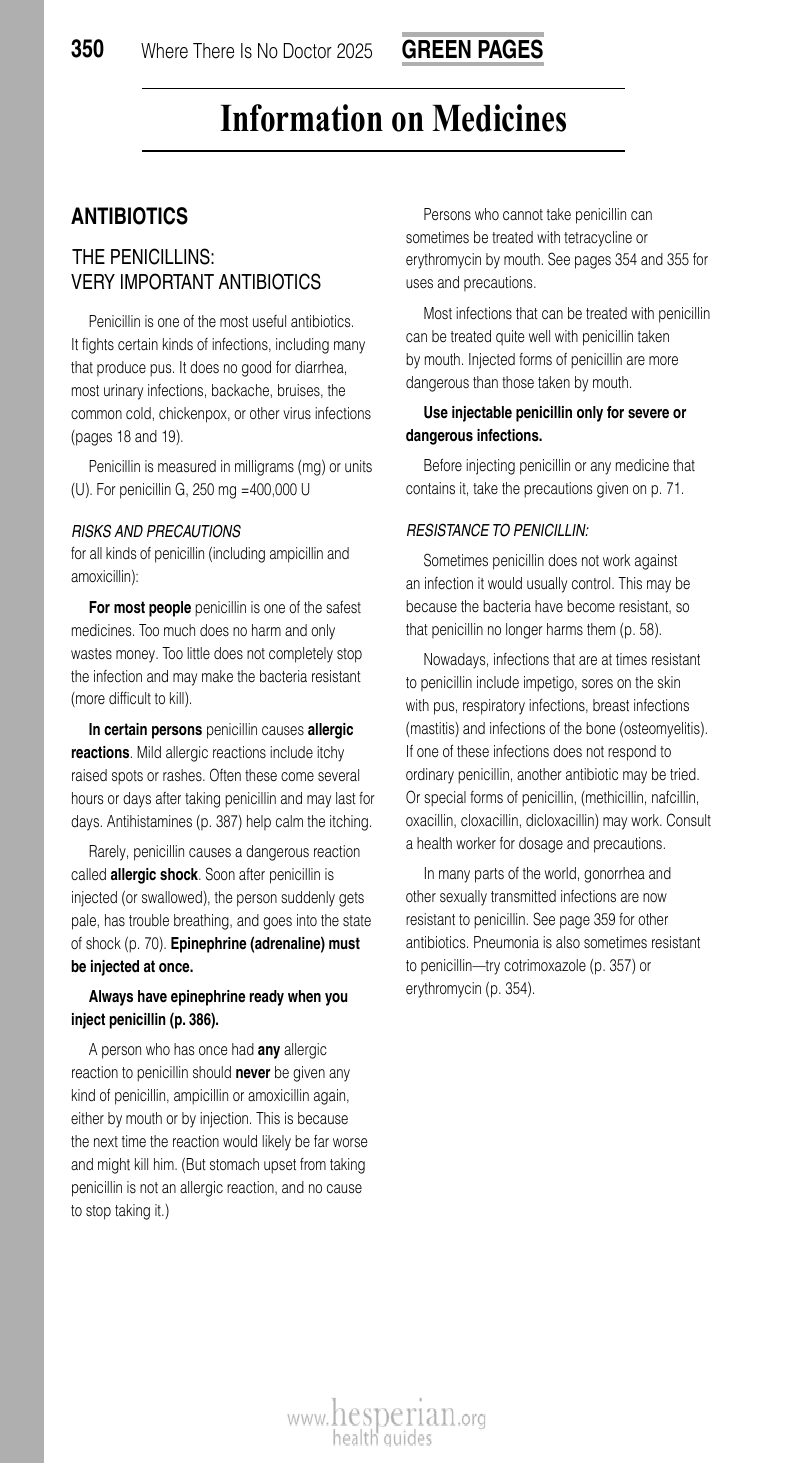 350 Where There Is No Doctor 2025 GREEN PAGES
Information on Medicines
ANTIBIOTICS
THE PENICILLINS:
VERY IMPORTANT ANTIBIOTICS
Penicillin is one of the most useful antibiotics.
It fights certain kinds of infections, including many
that produce pus. It does no good for diarrhea,
most urinary infections, backache, bruises, the
common cold, chickenpox, or other virus infections
(pages 18 and 19).
Penicillin is measured in milligrams (mg) or units
(U). For penicillin G, 250 mg =400,000 U
RISKS AND PRECAUTIONS
for all kinds of penicillin (including ampicillin and
amoxicillin):
For most people penicillin is one of the safest
medicines. Too much does no harm and only
wastes money. Too little does not completely stop
the infection and may make the bacteria resistant
(more difficult to kill).
In certain persons penicillin causes allergic
reactions. Mild allergic reactions include itchy
raised spots or rashes. Often these come several
hours or days after taking penicillin and may last for
days. Antihistamines (p. 387) help calm the itching.
Rarely, penicillin causes a dangerous reaction
called allergic shock. Soon after penicillin is
injected (or swallowed), the person suddenly gets
pale, has trouble breathing, and goes into the state
of shock (p. 70). Epinephrine (adrenaline) must
be injected at once.
Always have epinephrine ready when you
inject penicillin (p. 386).
A person who has once had any allergic
reaction to penicillin should never be given any
kind of penicillin, ampicillin or amoxicillin again,
either by mouth or by injection. This is because
the next time the reaction would likely be far worse
and might kill him. (But stomach upset from taking
penicillin is not an allergic reaction, and no cause
to stop taking it.)
Persons who cannot take penicillin can
sometimes be treated with tetracycline or
erythromycin by mouth. See pages 354 and 355 for
uses and precautions.
Most infections that can be treated with penicillin
can be treated quite well with penicillin taken
by mouth. Injected forms of penicillin are more
dangerous than those taken by mouth.
Use injectable penicillin only for severe or
dangerous infections.
Before injecting penicillin or any medicine that
contains it, take the precautions given on p. 71.
RESISTANCE TO PENICILLIN:
Sometimes penicillin does not work against
an infection it would usually control. This may be
because the bacteria have become resistant, so
that penicillin no longer harms them (p. 58).
Nowadays, infections that are at times resistant
to penicillin include impetigo, sores on the skin
with pus, respiratory infections, breast infections
(mastitis) and infections of the bone (osteomyelitis).
If one of these infections does not respond to
ordinary penicillin, another antibiotic may be tried.
Or special forms of penicillin, (methicillin, nafcillin,
oxacillin, cloxacillin, dicloxacillin) may work. Consult
a health worker for dosage and precautions.
In many parts of the world, gonorrhea and
other sexually transmitted infections are now
resistant to penicillin. See page 359 for other
antibiotics. Pneumonia is also sometimes resistant
to penicillin—try cotrimoxazole (p. 357) or
erythromycin (p. 354).
www.hesperian.org
health guides